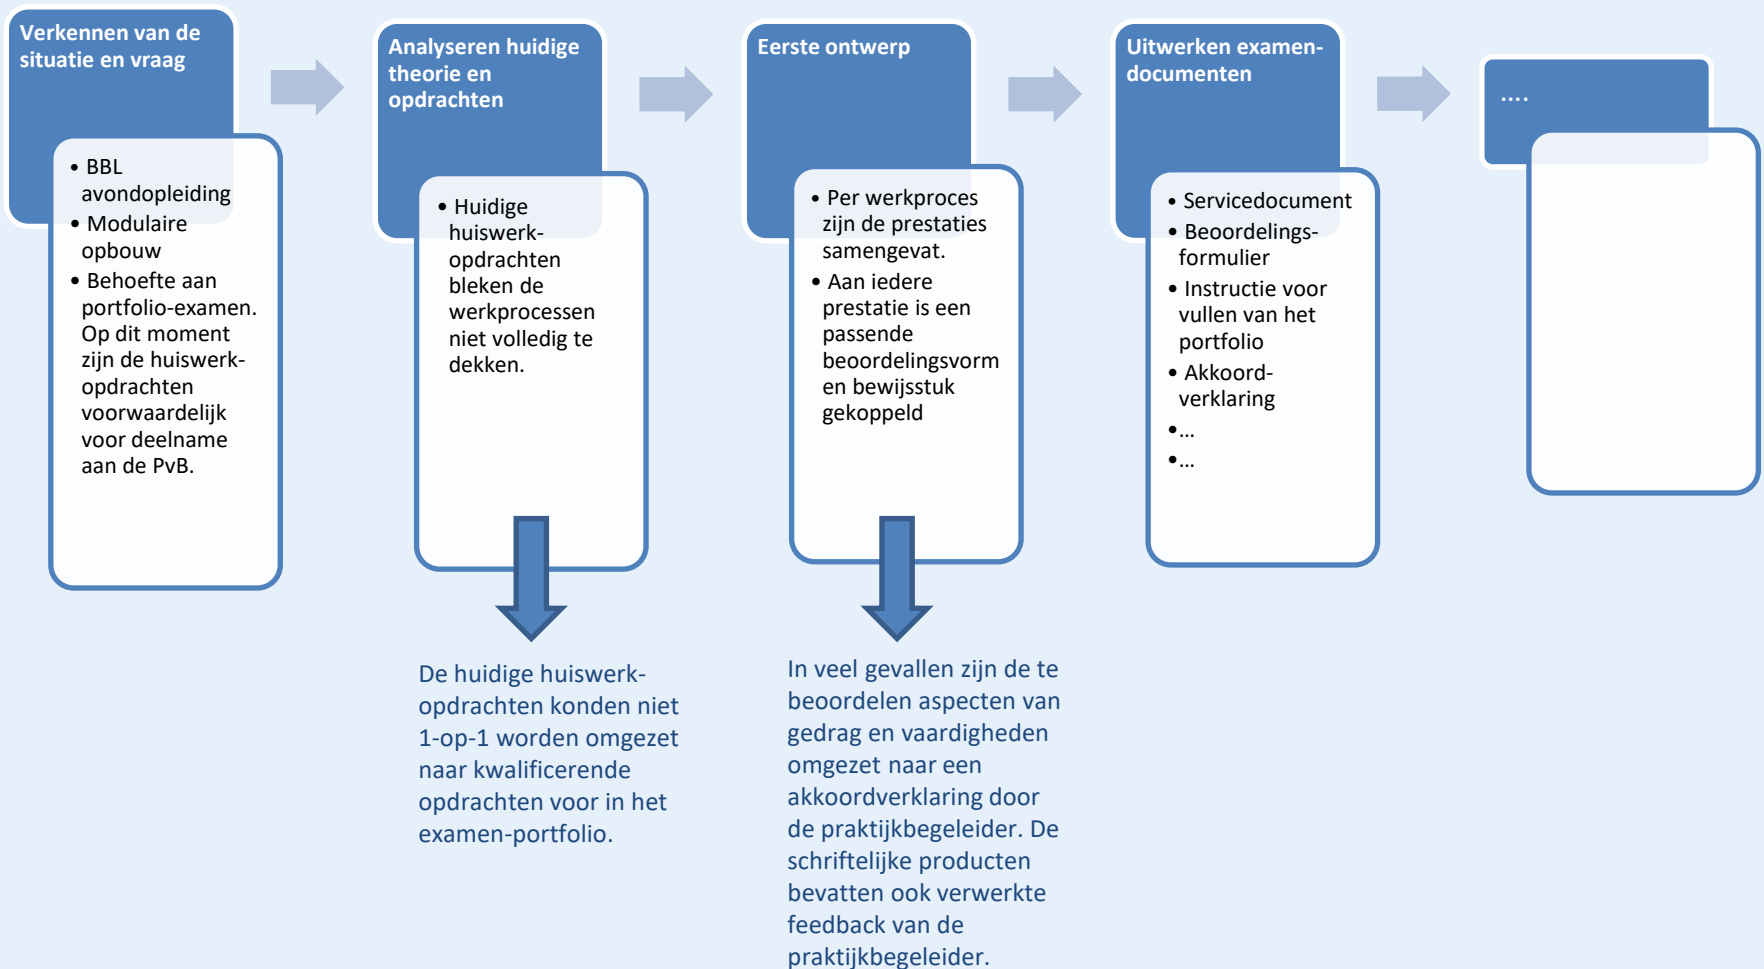 Verkennen van de
situatie en vraag
• BBL
avondopleiding
• Modulaire
opbouw
• Behoefte aan
portfolio-examen.
Op dit moment
zijn de huiswerk-
opdrachten
voorwaardelijk
voor deelname
aan de PvB.
Analyseren huidige
theorie en
opdrachten
• Huidige
huiswerk-
opdrachten
bleken de
werkprocessen
niet volledig te
dekken.
De huidige huiswerk-
opdrachten konden niet
1-op-1 worden omgezet
naar kwalificerende
opdrachten voor in het
examen-portfolio.
Eerste ontwerp
• Per werkproces
zijn de prestaties
samengevat.
• Aan iedere
prestatie is een
passende
beoordelingsvorm
en bewijsstuk
gekoppeld
In veel gevallen zijn de te
beoordelen aspecten van
gedrag en vaardigheden
omgezet naar een
akkoordverklaring door
de praktijkbegeleider. De
schriftelijke producten
bevatten ook verwerkte
feedback van de
praktijkbegeleider.
Uitwerken examen-
documenten
• Servicedocument
• Beoordelings-
formulier
• Instructie voor
vullen van het
portfolio
• Akkoord-
verklaring
•…
•…
….